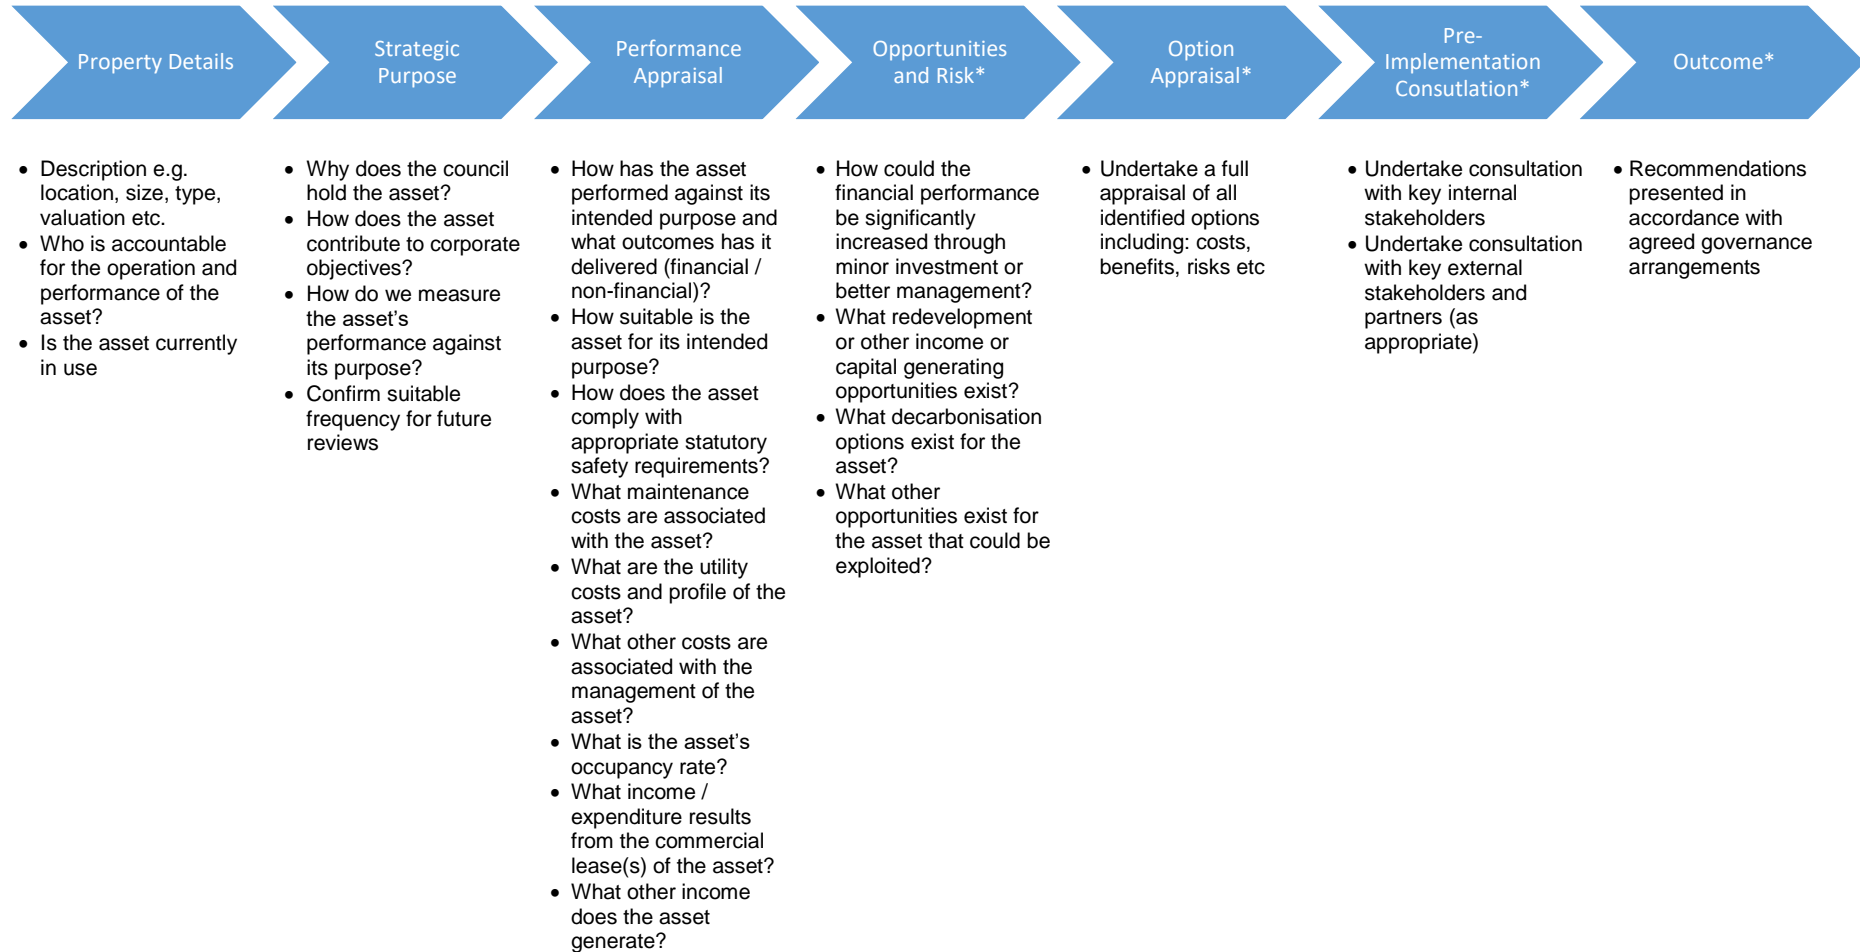 Property Details
Strategic
Purpose
Performance
Appraisal
Opportunities
and Risk*
Option
Appraisal*
Pre-
Implementation
Consutlation*
Outcome*
• Description e.g.
location, size, type,
valuation etc.
• Who is accountable
for the operation and
performance of the
asset?
• Is the asset currently
in use
• Why does the council
hold the asset?
• How does the asset
contribute to corporate
objectives?
• How do we measure
the asset’s
performance against
its purpose?
• Confirm suitable
frequency for future
reviews
• How has the asset
performed against its
intended purpose and
what outcomes has it
delivered (financial /
non-financial)?
• How suitable is the
asset for its intended
purpose?
• How does the asset
comply with
appropriate statutory
safety requirements?
• What maintenance
costs are associated
with the asset?
• What are the utility
costs and profile of the
asset?
• What other costs are
associated with the
management of the
asset?
• What is the asset’s
occupancy rate?
• What income /
expenditure results
from the commercial
lease(s) of the asset?
• What other income
does the asset
generate?
• How could the
financial performance
be significantly
increased through
minor investment or
better management?
• What redevelopment
or other income or
capital generating
opportunities exist?
• What decarbonisation
options exist for the
asset?
• What other
opportunities exist for
the asset that could be
exploited?
• Undertake a full
appraisal of all
identified options
including: costs,
benefits, risks etc
• Undertake consultation
with key internal
stakeholders
• Undertake consultation
with key external
stakeholders and
partners (as
appropriate)
• Recommendations
presented in
accordance with
agreed governance
arrangements